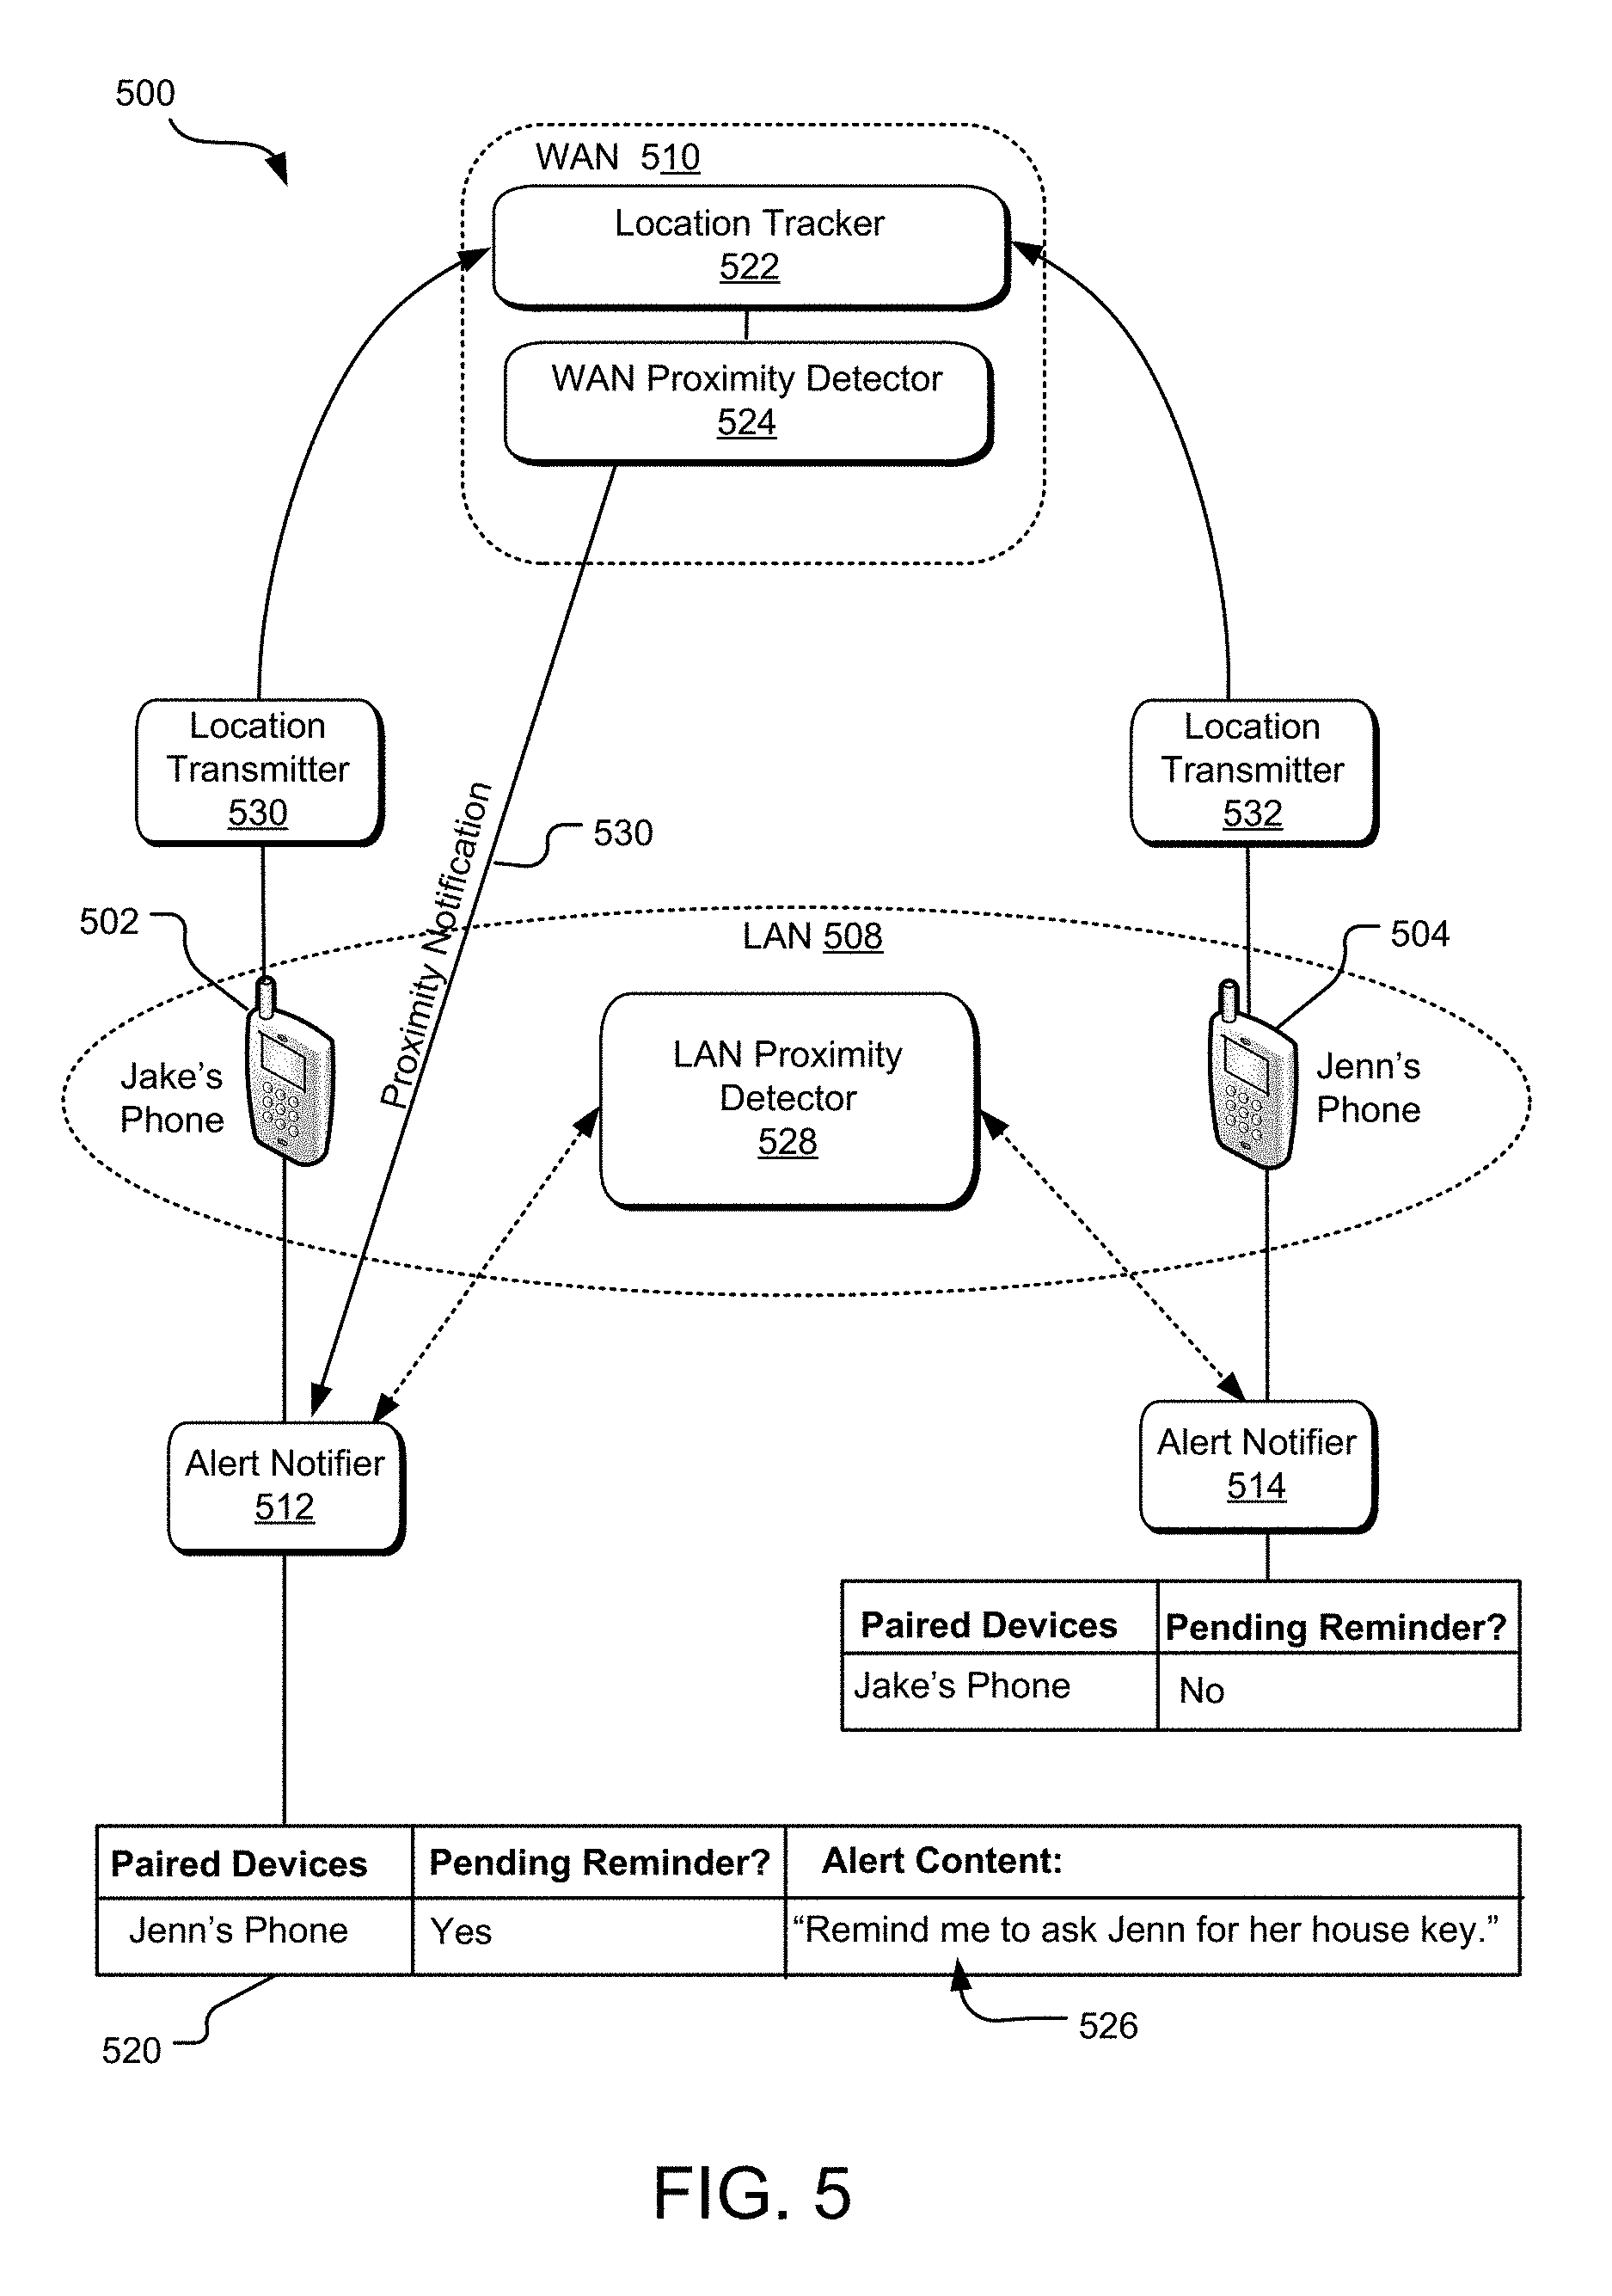 500
WAN 510
Location Tracker
522
WAN Proximity Detector
524
Location
Transmitter
530
Location
Transmitter
532
Proximity Notification
530
502
LAN 508
504
Jake's
Phone
LAN Proximity
Detector
528
Jenn's
Phone
Alert Notifier
512
Alert Notifier
514
Paired Devices Pending Reminder?
Jake's Phone No
Paired Devices Pending Reminder? Alert Content:
Jenn's Phone Yes “Remind me to ask Jenn for her house key.”
520
526
FIG. 5